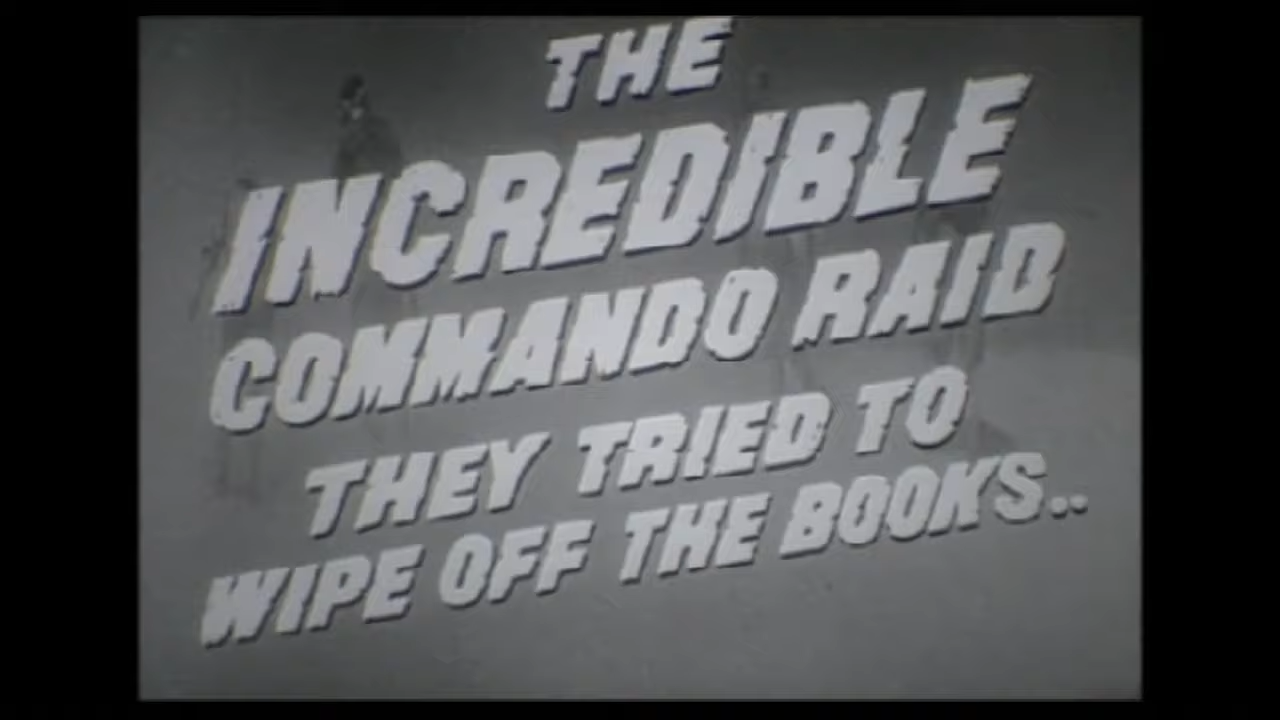 THE
INCREDIBLE
COMMANDO RAID
THEY TRIED TO
WIPE OFF THE BOOKS..